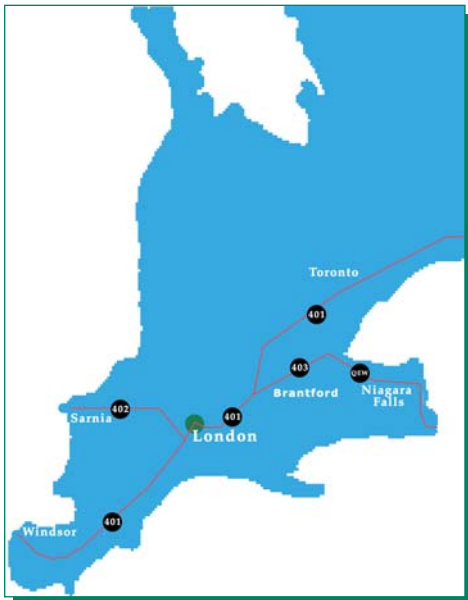 Toronto
401
403
QEW
Brantford
Niagara
Falls
402
Sarnia
401
London
401
Windsor